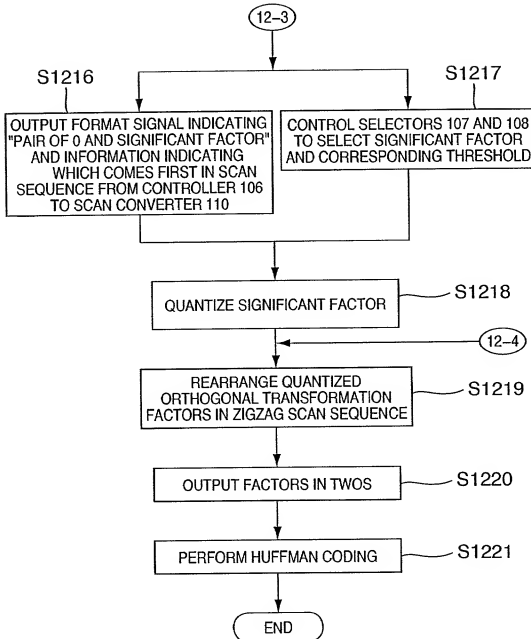 12-3
S1216
S1217
OUTPUT FORMAT SIGNAL INDICATING
"PAIR OF 0 AND SIGNIFICANT FACTOR"
AND INFORMATION INDICATING
WHICH COMES FIRST IN SCAN
SEQUENCE FROM CONTROLLER 106
TO SCAN CONVERTER 110
CONTROL SELECTORS 107 AND 108
TO SELECT SIGNIFICANT FACTOR
AND CORRESPONDING THRESHOLD
QUANTIZE SIGNIFICANT FACTOR
S1218
12-4
REARRANGE QUANTIZED
ORTHOGONAL TRANSFORMATION
FACTORS IN ZIGZAG SCAN SEQUENCE
S1219
OUTPUT FACTORS IN TWOS
S1220
PERFORM HUFFMAN CODING
S1221
END